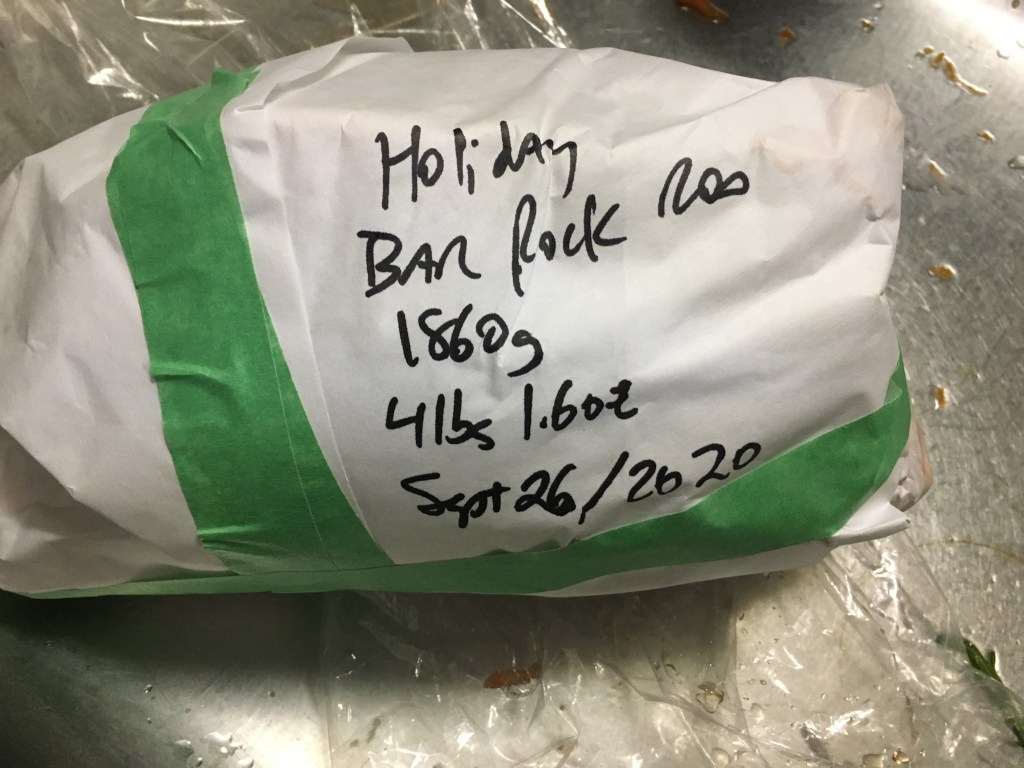 Holiday
BAR Rock roo
1860g
4lbs 1.6oz
Sept 26/2020